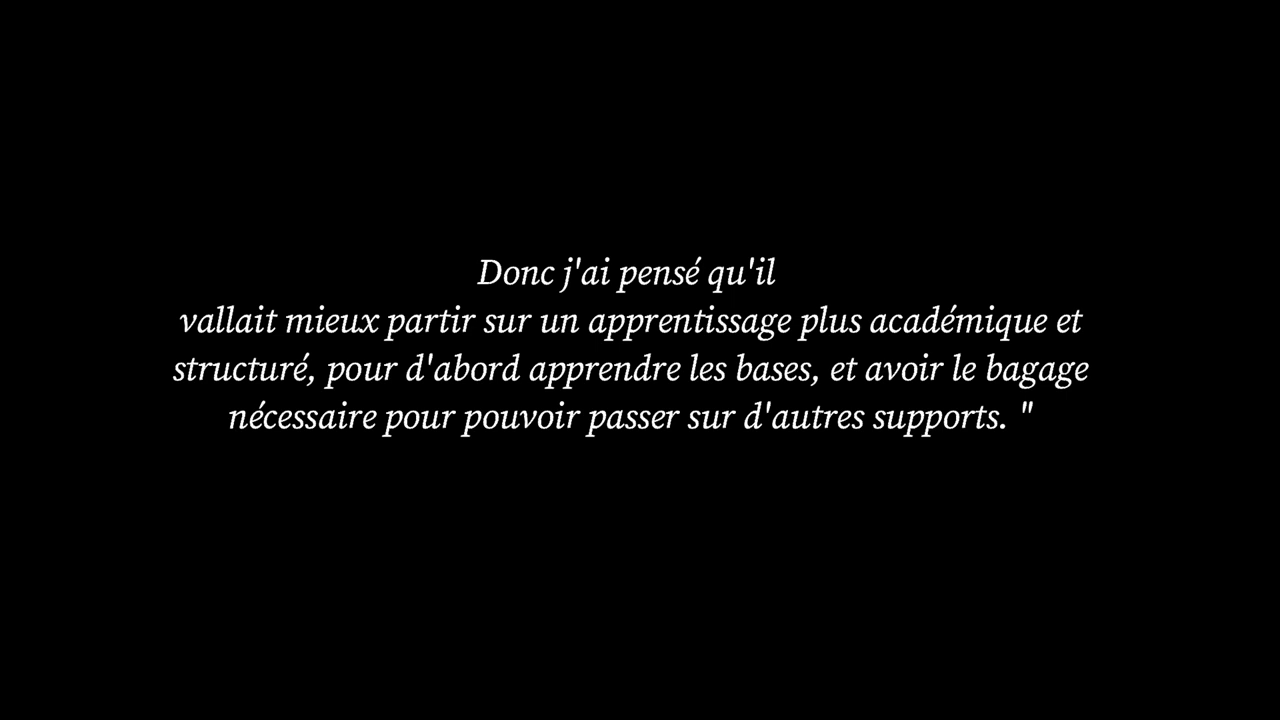 Donc j'ai pensé qu'il
vallait mieux partir sur un apprentissage plus académique et
structuré, pour d'abord apprendre les bases, et avoir le bagage
nécessaire pour pouvoir passer sur d'autres supports. "